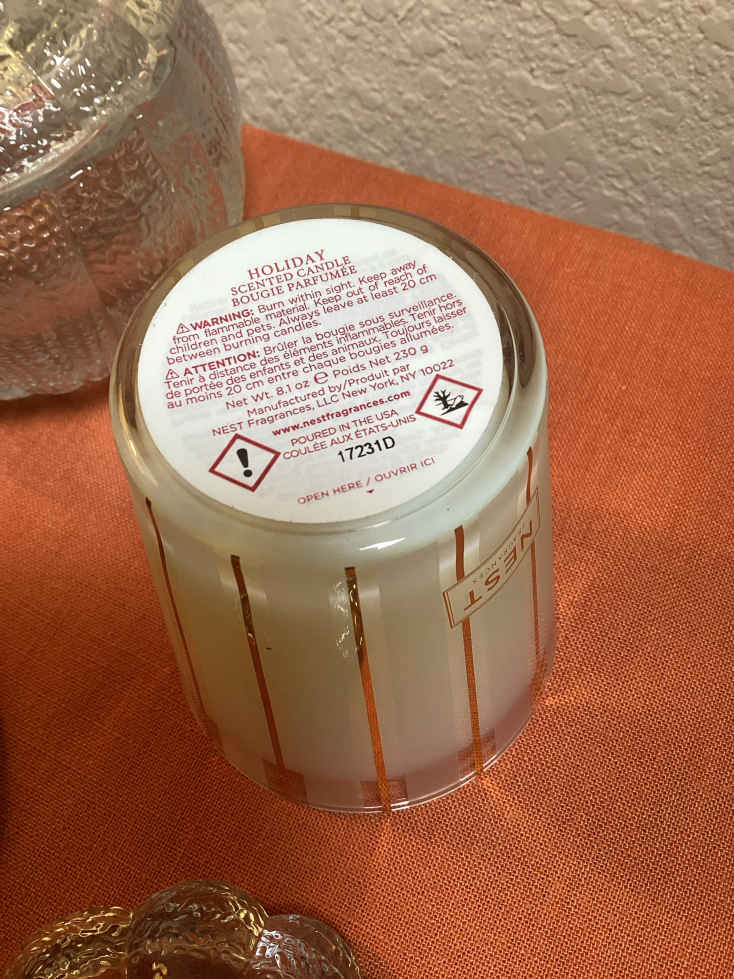 HOLIDAY
SCENTED CANDLE
BOUGIE PARFUMÉE
⚠WARNING: Burn within sight. Keep away
from flammable material. Keep out of reach of
children and pets. Always leave at least 20 cm
between burning candles.
⚠ ATTENTION: Brûler la bougie sous surveillance.
Tenir à distance des éléments inflammables. Tenir hors
de portée des enfants et des animaux. Toujours laisser
au moins 20 cm entre chaque bougies allumées.
Net Wt. 8.1 oz ℮ Poids Net 230 g
Manufactured by/Produit par
NEST Fragrances, LLC New York, NY 10022
www.nestfragrances.com
POURED IN THE USA
COULÉE AUX ÉTATS-UNIS
17231D
OPEN HERE / OUVRIR ICI
NEST
FRAGRANCES